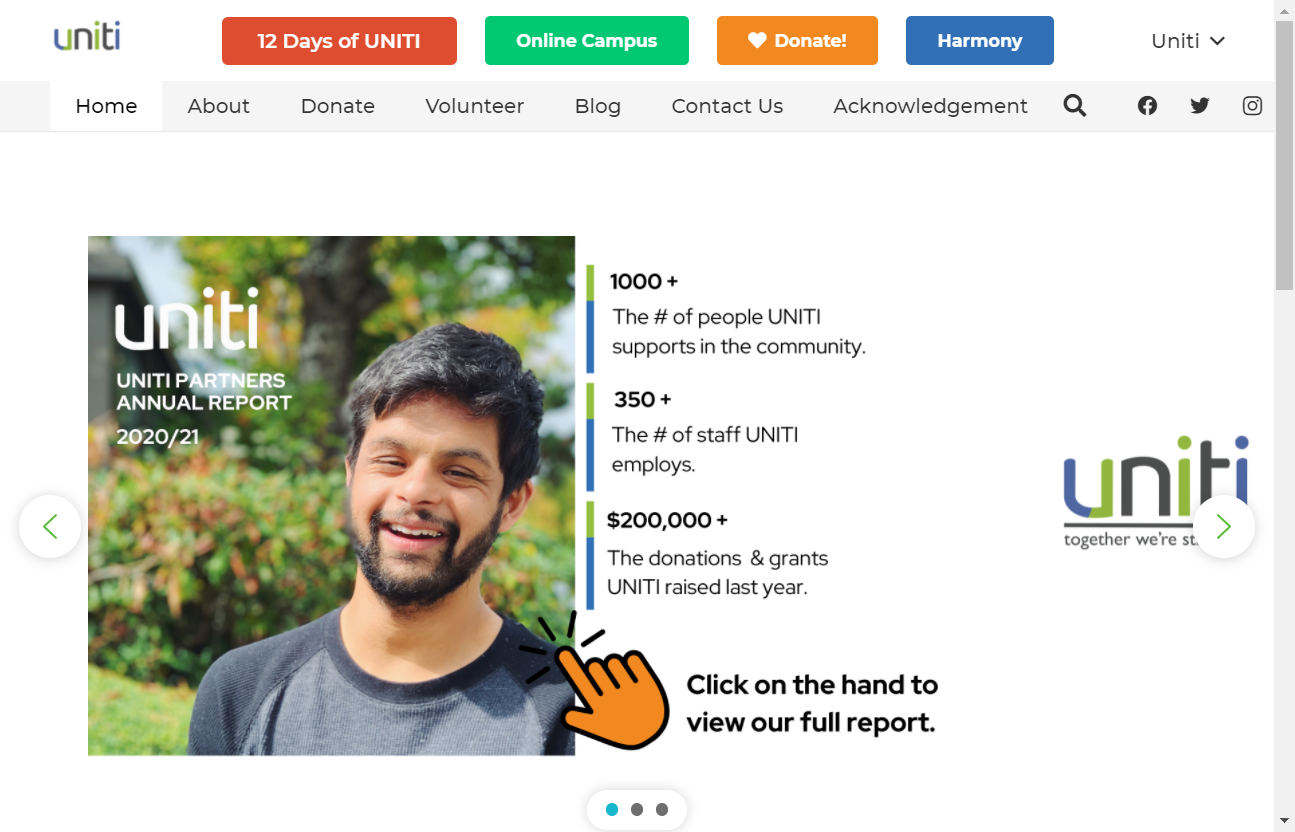 uniti
12 Days of UNITI
Online Campus
Donate!
Harmony
Uniti
Home
About
Donate
Volunteer
Blog
Contact Us
Acknowledgement
uniti
UNITI PARTNERS
ANNUAL REPORT
2020/21
1000 +
The # of people UNITI
supports in the community.
350 +
The # of staff UNITI
employs.
$200,000 +
The donations & grants
UNITI raised last year.
Click on the hand to
view our full report.
uniti
together we're